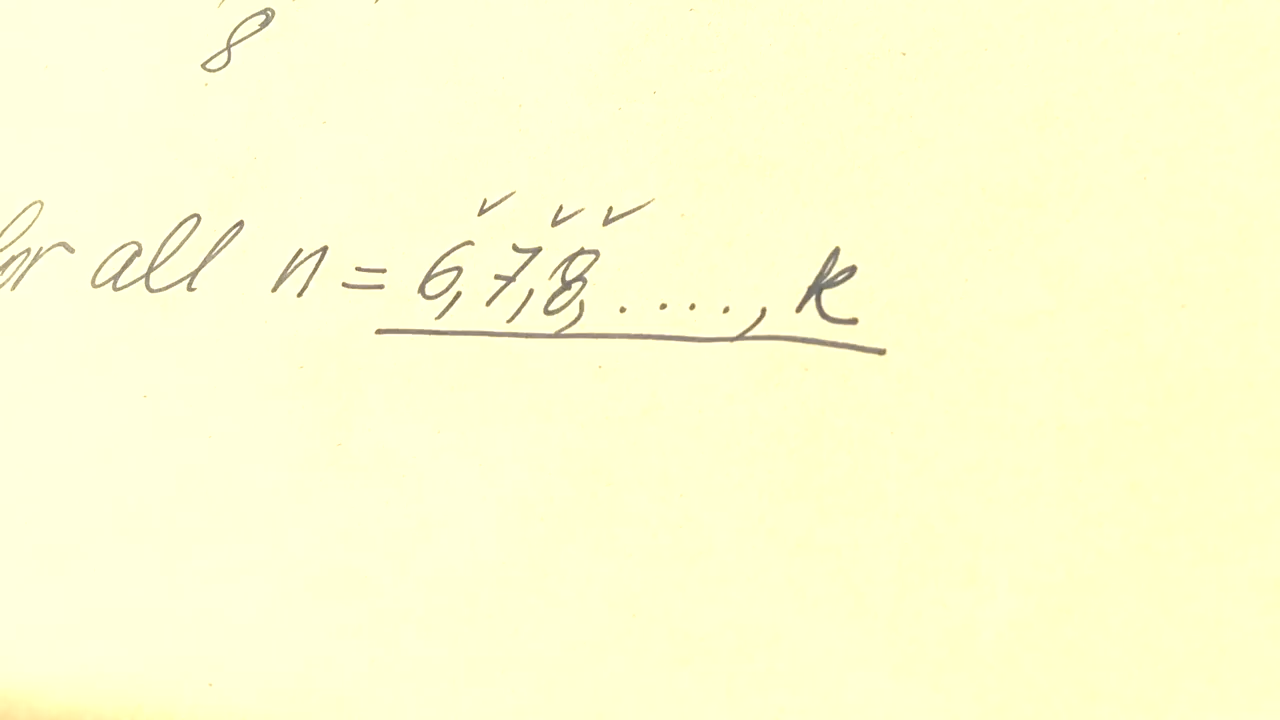 8
for all n = 6, 7, 8, ....., k